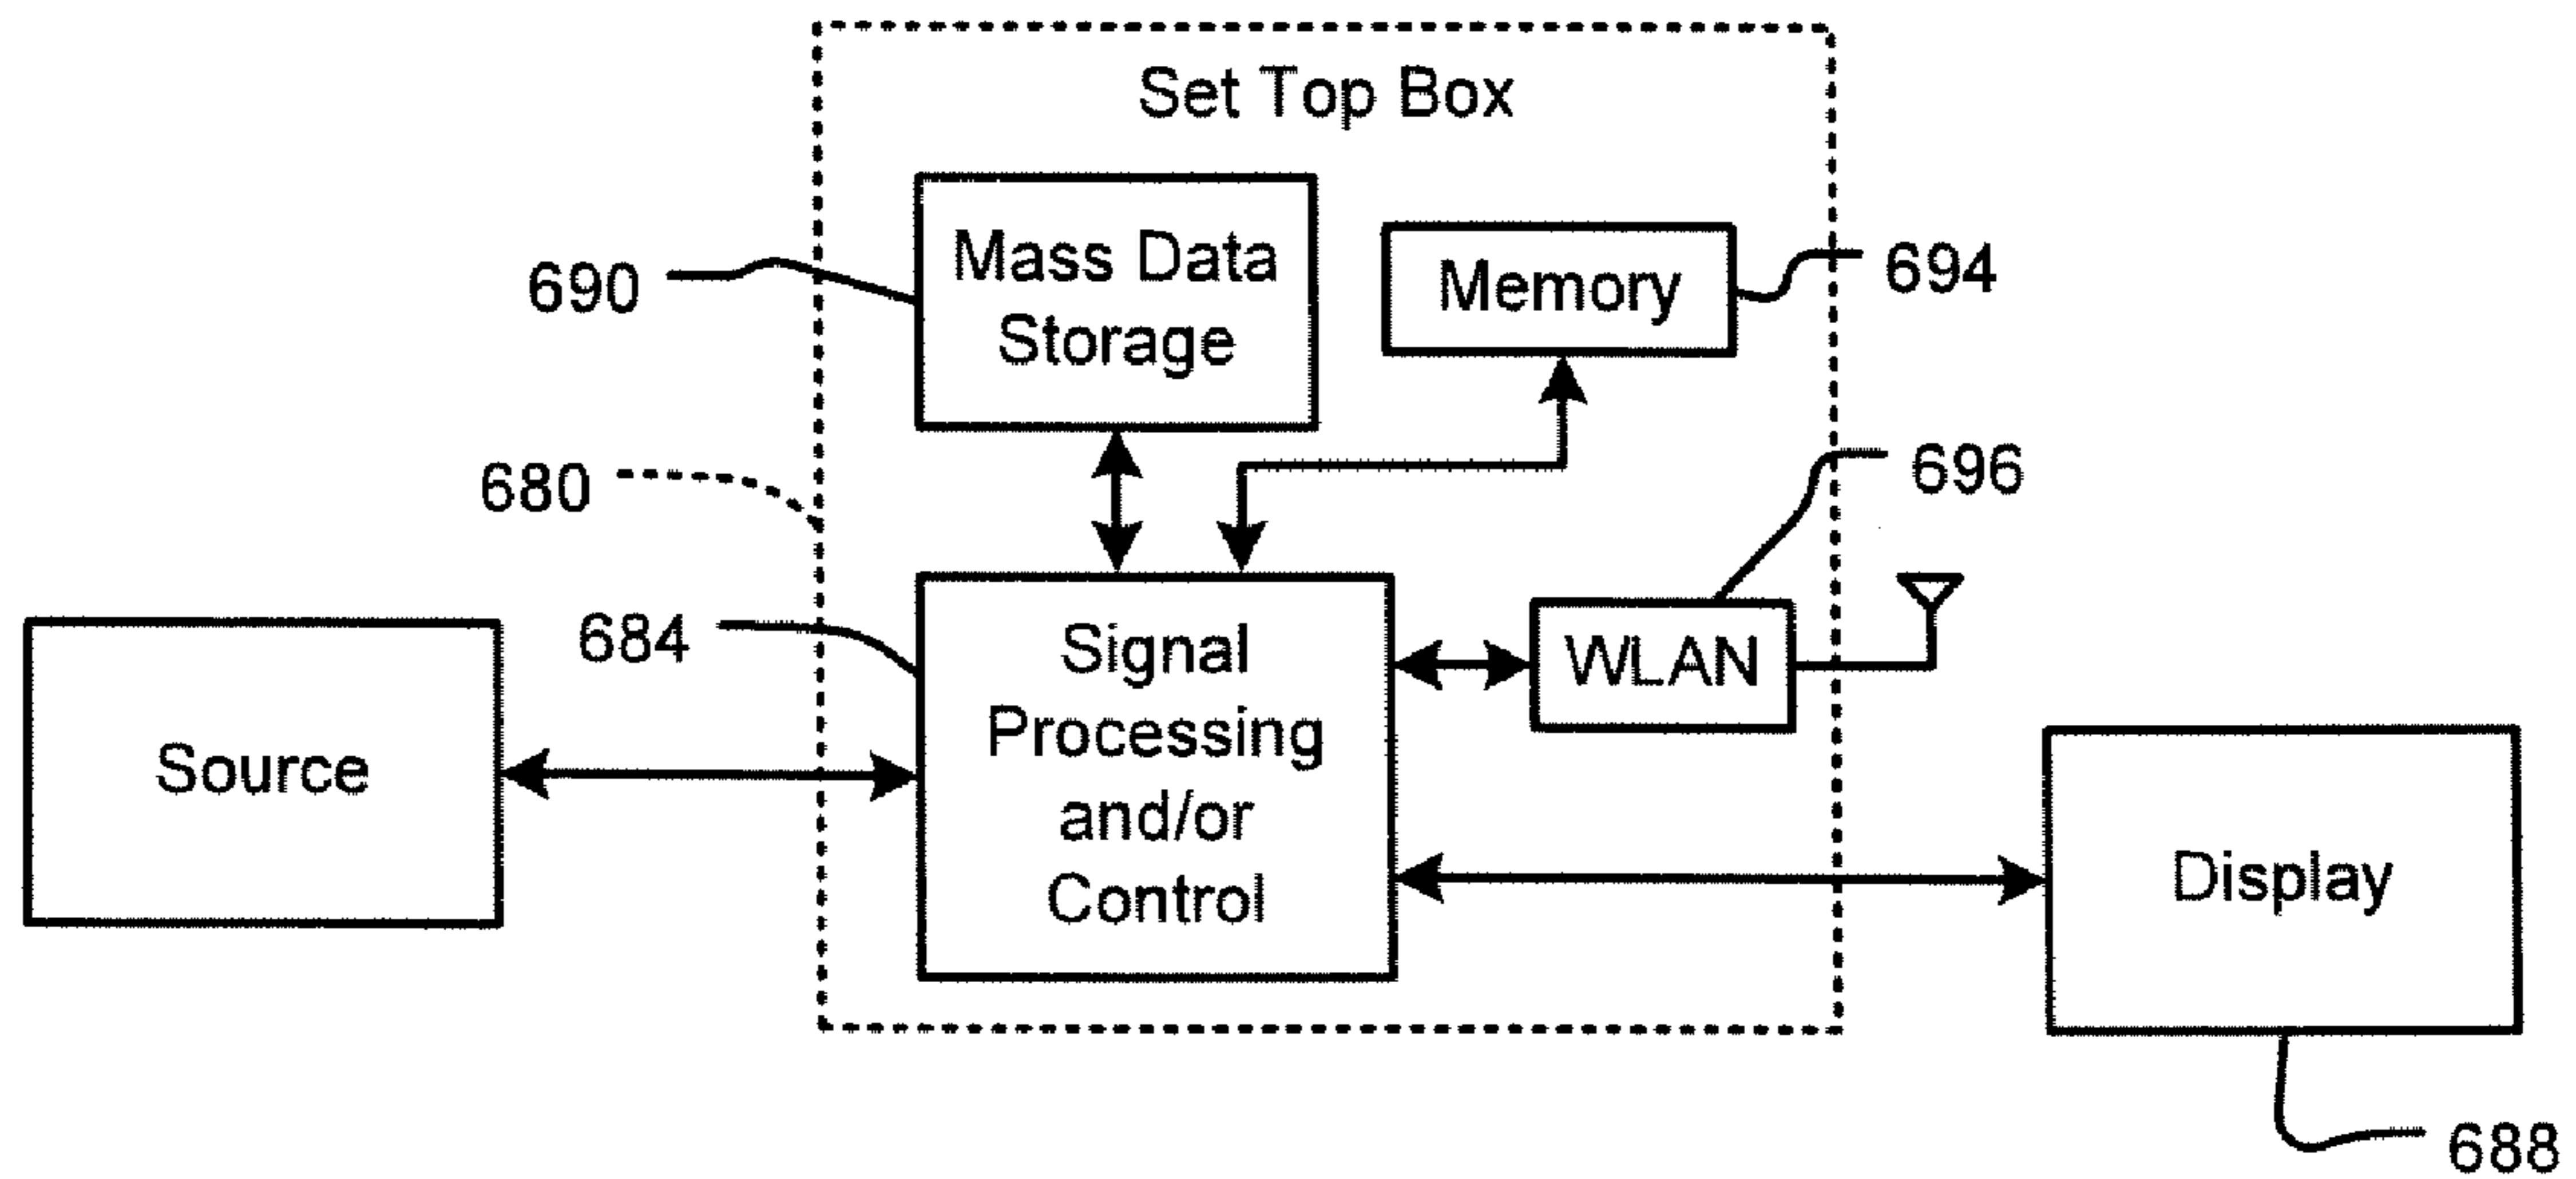 Set Top Box
Mass Data
Storage
Memory
690
694
680
696
684
Signal
Processing
and/or
Control
WLAN
Source
Display
688